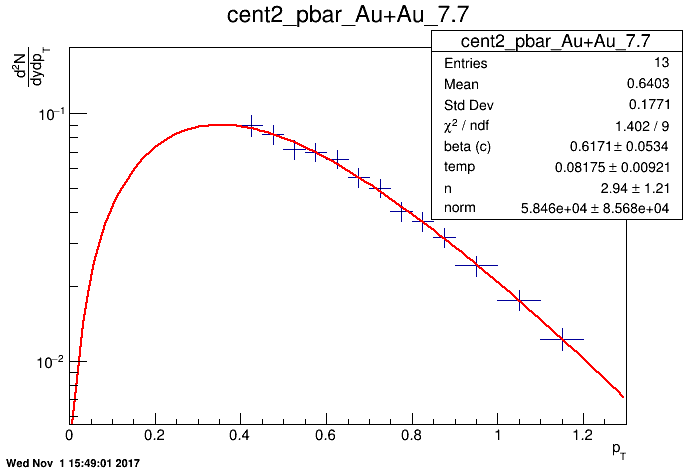 cent2_pbar_Au+Au_7.7
cent2_pbar_Au+Au_7.7
Entries 13
Mean 0.6403
Std Dev 0.1771
χ² / ndf 1.402 / 9
beta (c) 0.6171 ± 0.0534
temp 0.08175 ± 0.00921
n 2.94 ± 1.21
norm 5.846e+04 ± 8.568e+04
d²N
dydp_T
10⁻¹
10⁻²
0 0.2 0.4 0.6 0.8 1 1.2
p_T
Wed Nov 1 15:49:01 2017